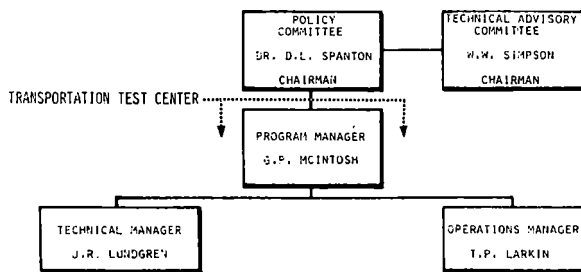 POLICY
COMMITTEE
DR. D.L. SPANTON
CHAIRMAN
TECHNICAL ADVISORY
COMMITTEE
W.W. SIMPSON
CHAIRMAN
TRANSPORTATION TEST CENTER
PROGRAM MANAGER
G.P. MCINTOSH
TECHNICAL MANAGER
J.R. LUNDGREN
OPERATIONS MANAGER
T.P. LARKIN